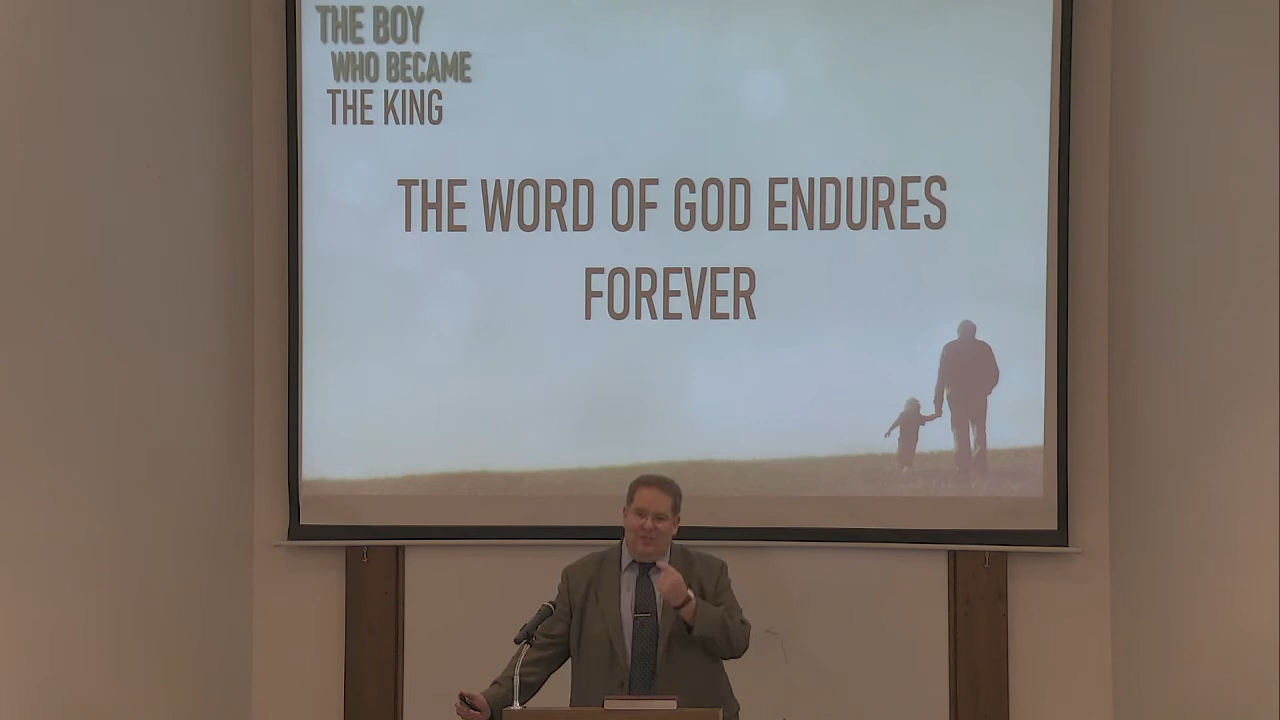 THE BOY
WHO BECAME
THE KING
THE WORD OF GOD ENDURES
FOREVER